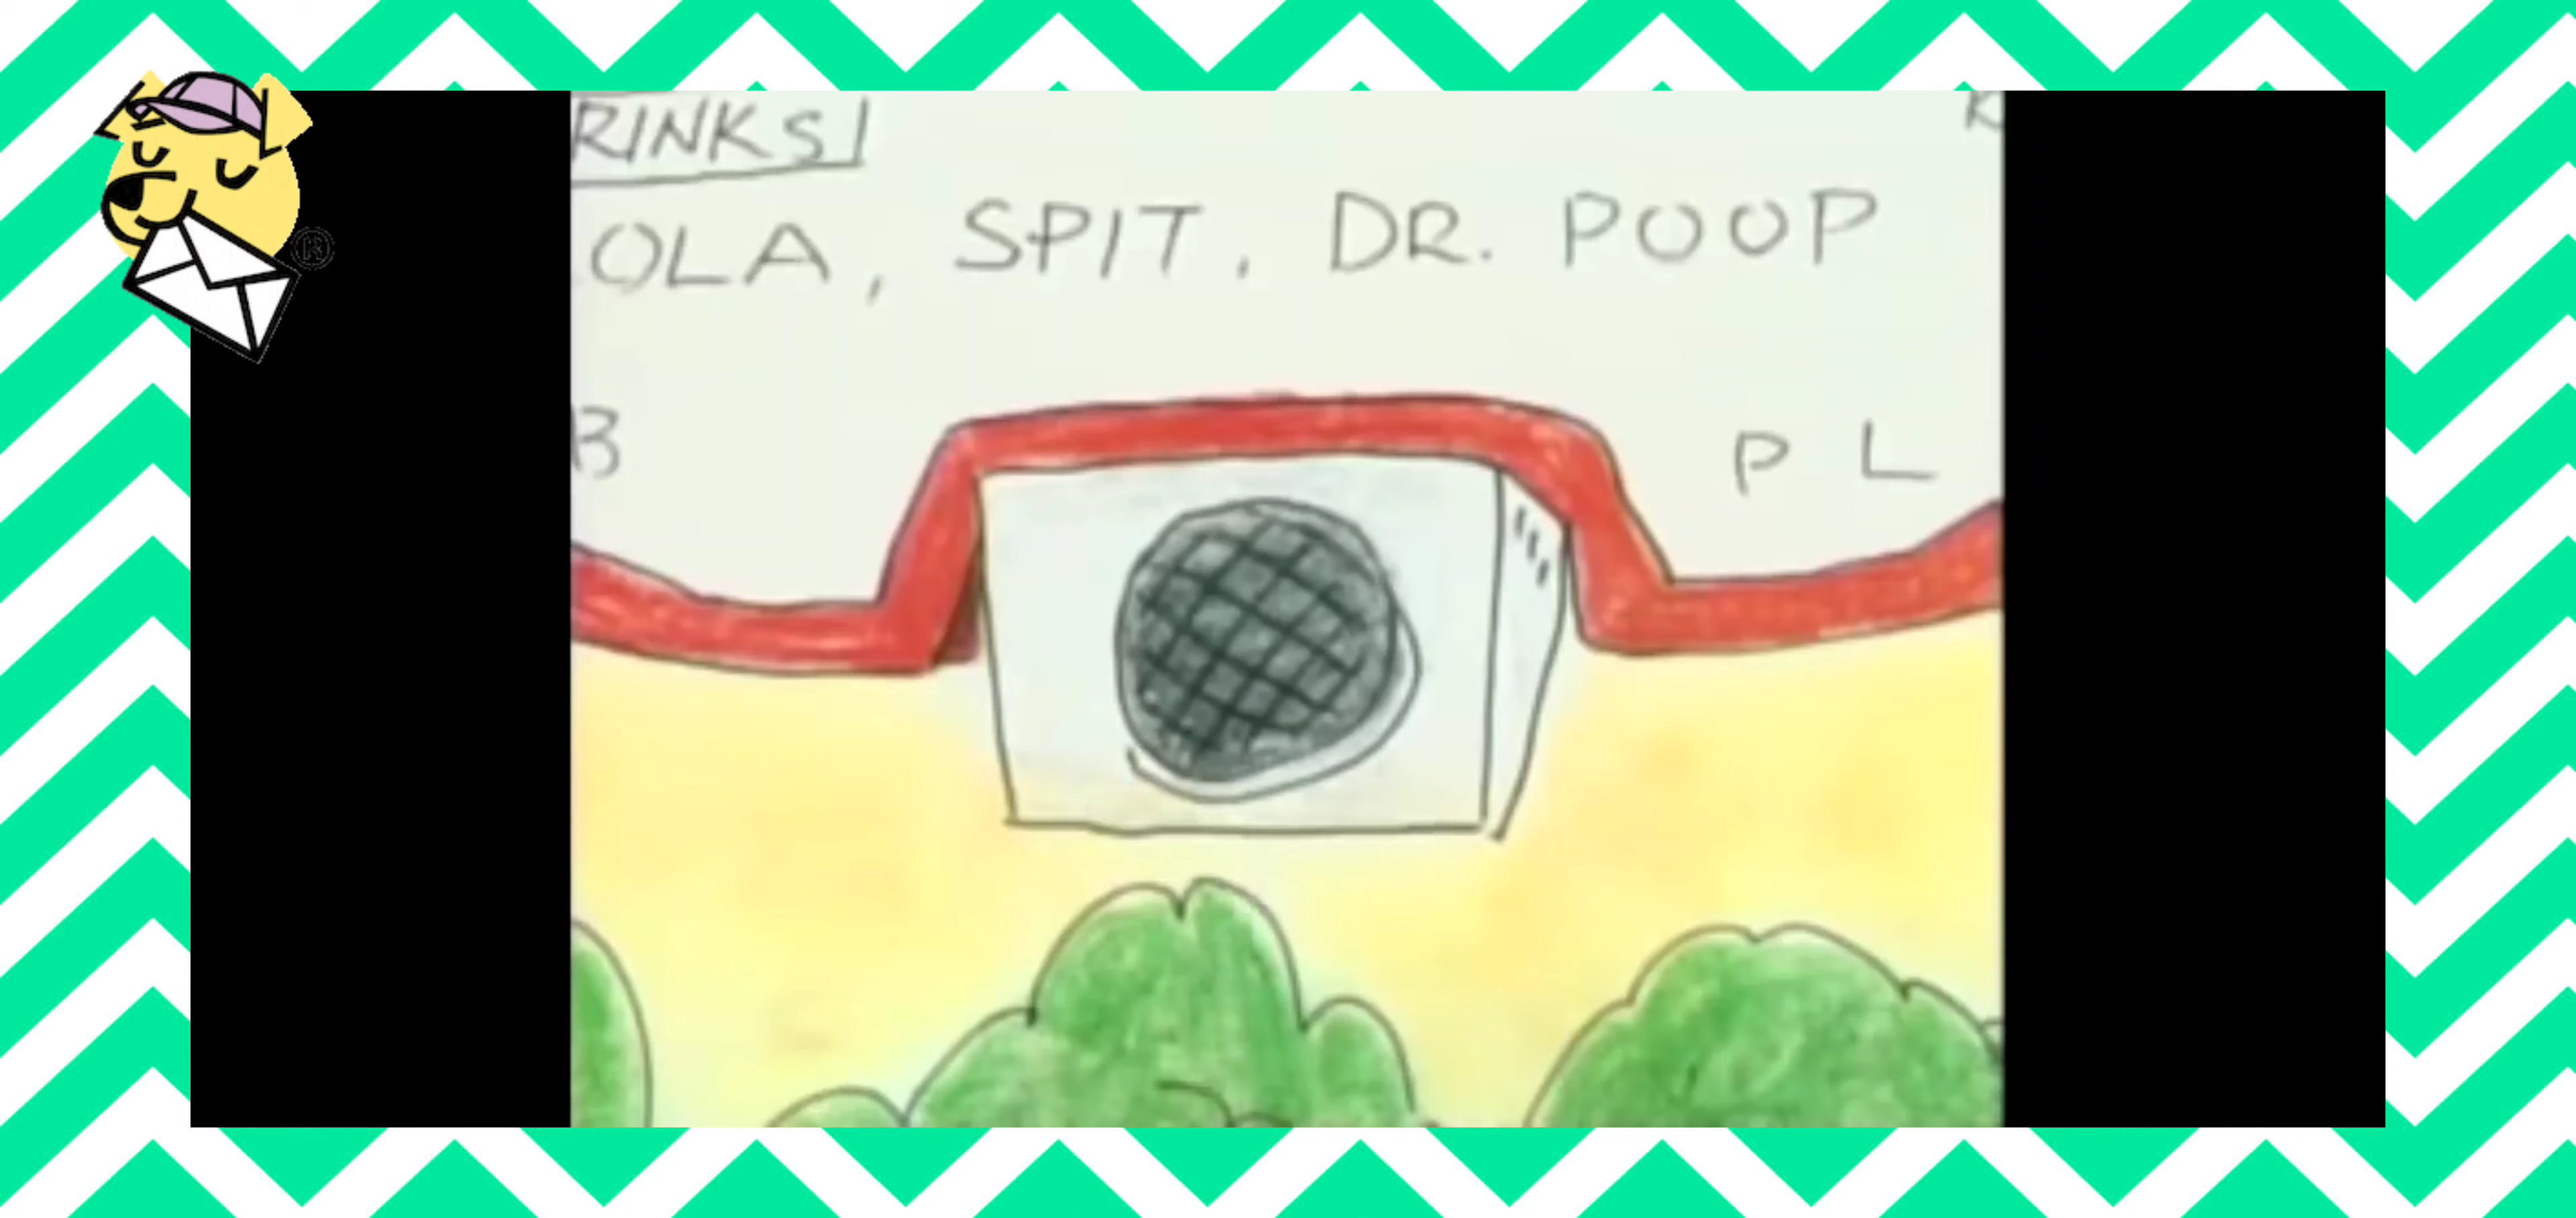 RINKS!
OLA, SPIT, DR. POOP
B
P L
®